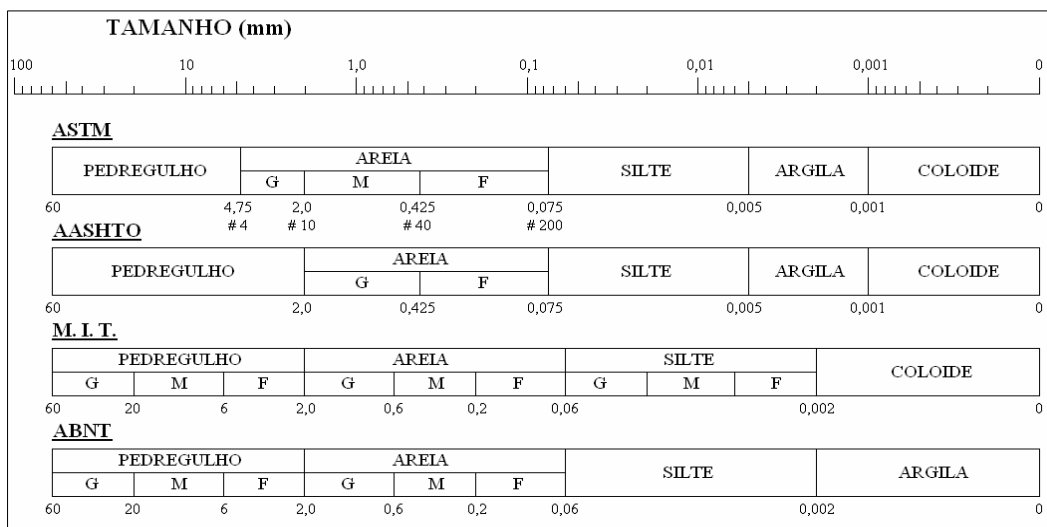 TAMANHO (mm)
100 10 1,0 0,1 0,01 0,001 0
ASTM
PEDREGULHO AREIA SILTE ARGILA COLOIDE
G M F
60 4,75 2,0 0,425 0,075 0,005 0,001 0
# 4 # 10 # 40 # 200
AASHTO
PEDREGULHO AREIA SILTE ARGILA COLOIDE
G F
60 2,0 0,425 0,075 0,005 0,001 0
M. I. T.
PEDREGULHO AREIA SILTE COLOIDE
G M F G M F G M F
60 20 6 2,0 0,6 0,2 0,06 0,002 0
ABNT
PEDREGULHO AREIA SILTE ARGILA
G M F G M F
60 20 6 2,0 0,6 0,2 0,06 0,002 0